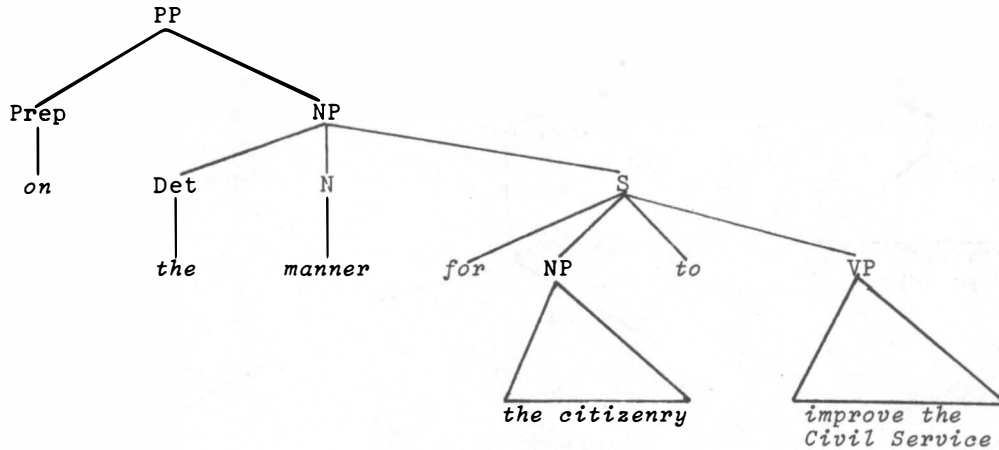 PP
Prep NP
on Det N S
the manner for NP to VP
the citizenry improve the
Civil Service